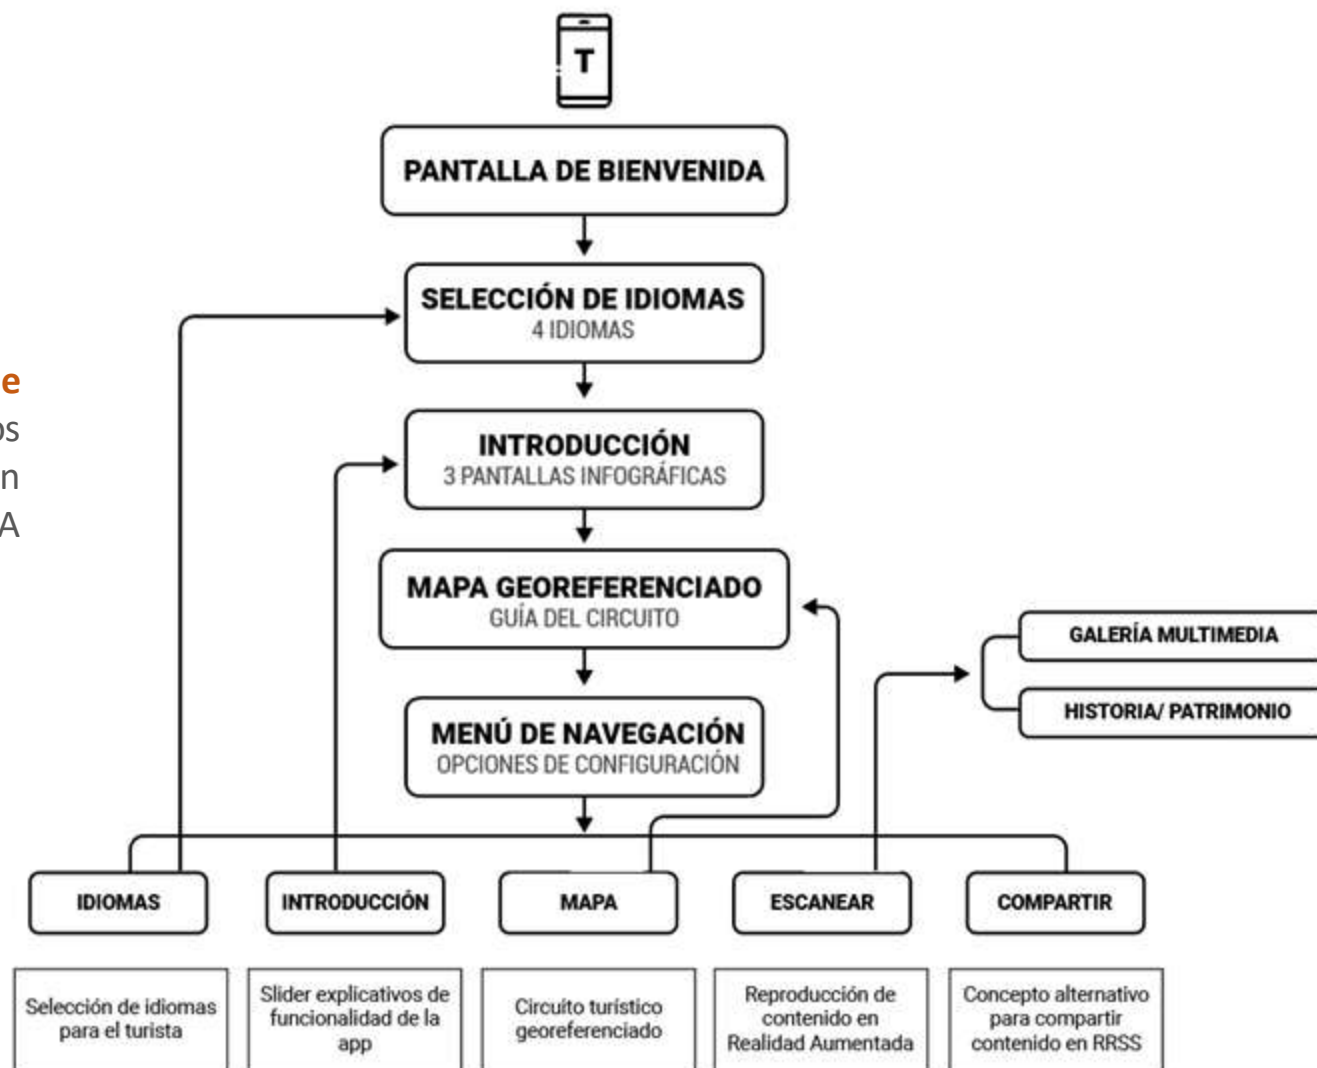 T
PANTALLA DE BIENVENIDA
SELECCIÓN DE IDIOMAS
4 IDIOMAS
e
os
n
A
INTRODUCCIÓN
3 PANTALLAS INFOGRÁFICAS
MAPA GEOREFERENCIADO
GUÍA DEL CIRCUITO
GALERÍA MULTIMEDIA
HISTORIA/ PATRIMONIO
MENÚ DE NAVEGACIÓN
OPCIONES DE CONFIGURACIÓN
IDIOMAS
INTRODUCCIÓN
MAPA
ESCANEAR
COMPARTIR
Selección de idiomas
para el turista
Slider explicativos de
funcionalidad de la
app
Circuito turístico
georeferenciado
Reproducción de
contenido en
Realidad Aumentada
Concepto alternativo
para compartir
contenido en RRSS